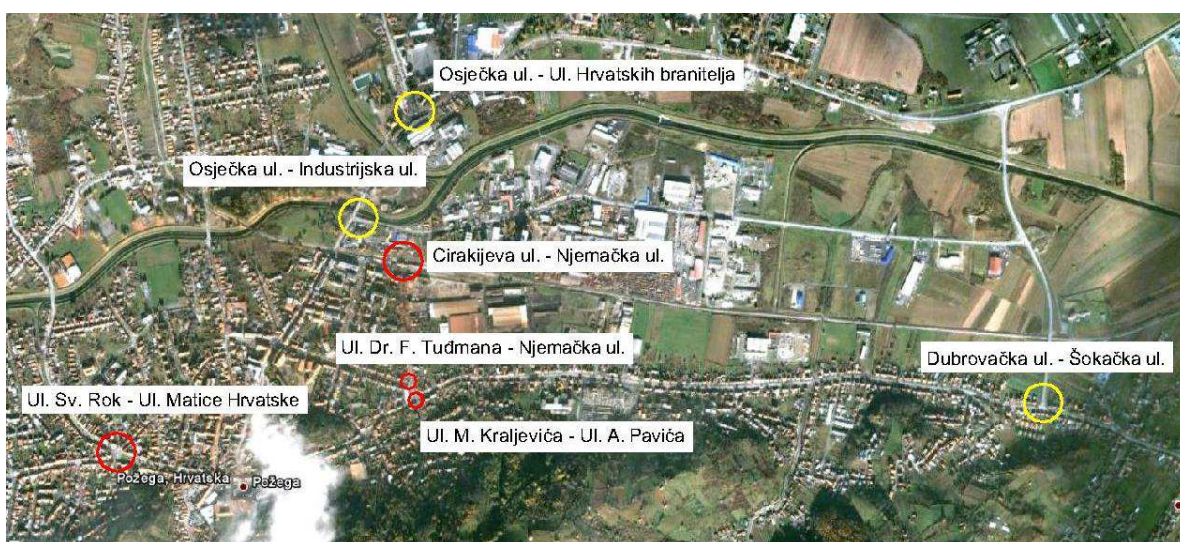 Osječka ul. - Ul. Hrvatskih branitelja
Osječka ul. - Industrijska ul.
Cirakijeva ul. - Njemačka ul.
Ul. Dr. F. Tuđmana - Njemačka ul.
Dubrovačka ul. - Šokačka ul.
Ul. Sv. Rok - Ul. Matice Hrvatske
Ul. M. Kraljevića - Ul. A. Pavića
Požega, Hrvatska
Požega